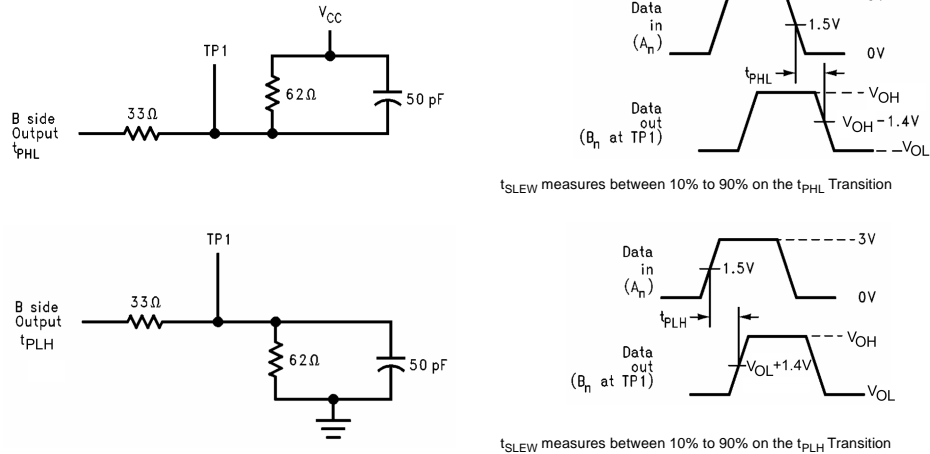 V_CC
TP1
62Ω
50 pF
33Ω
B side
Output
t_PHL
Data
in
(A_n)
1.5V
0V
t_PHL
Data
out
(B_n at TP1)
V_OH
V_OH-1.4V
V_OL
t_SLEW measures between 10% to 90% on the t_PHL Transition
TP1
33Ω
B side
Output
t_PLH
62Ω
50 pF
Data
in
(A_n)
3V
1.5V
0V
t_PLH
Data
out
(B_n at TP1)
V_OH
V_OL+1.4V
V_OL
t_SLEW measures between 10% to 90% on the t_PLH Transition